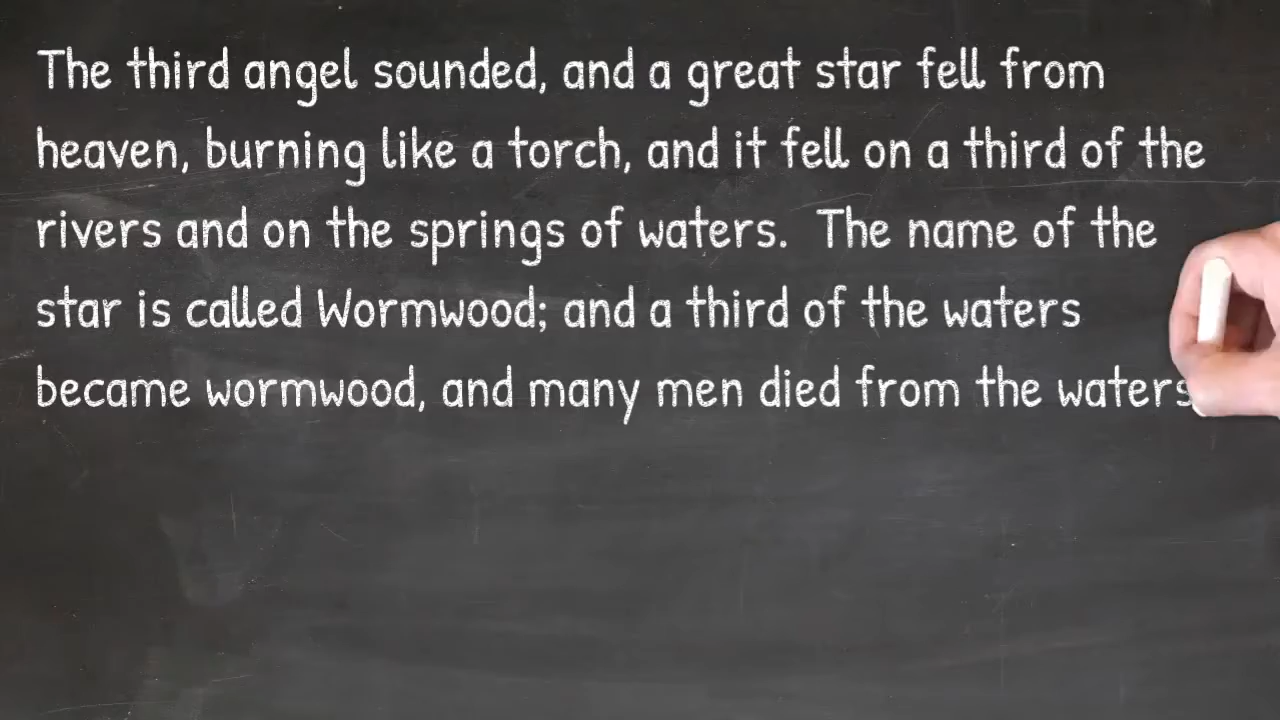 The third angel sounded, and a great star fell from
heaven, burning like a torch, and it fell on a third of the
rivers and on the springs of waters.  The name of the
star is called Wormwood; and a third of the waters
became wormwood, and many men died from the waters